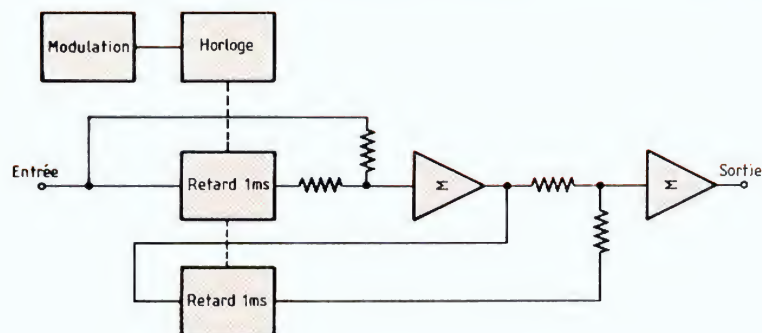 Modulation
Horloge
Entrée
Retard 1ms
M
M
Sortie
Retard 1ms